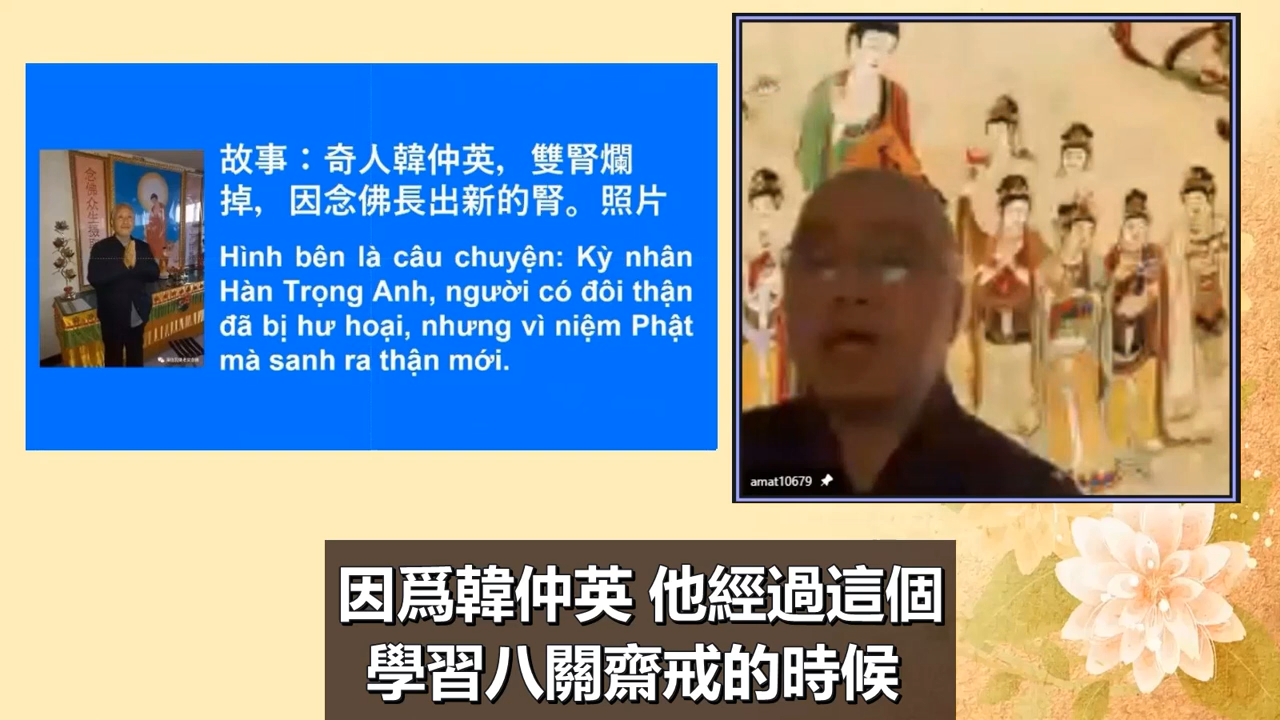 故事：奇人韓仲英，雙腎爛
掉，因念佛長出新的腎。照片
Hình bên là câu chuyện: Kỳ nhân
Hàn Trọng Anh, người có đôi thận
đã bị hư hoại, nhưng vì niệm Phật
mà sanh ra thận mới.
amat10679
因爲韓仲英 他經過這個
學習八關齋戒的時候